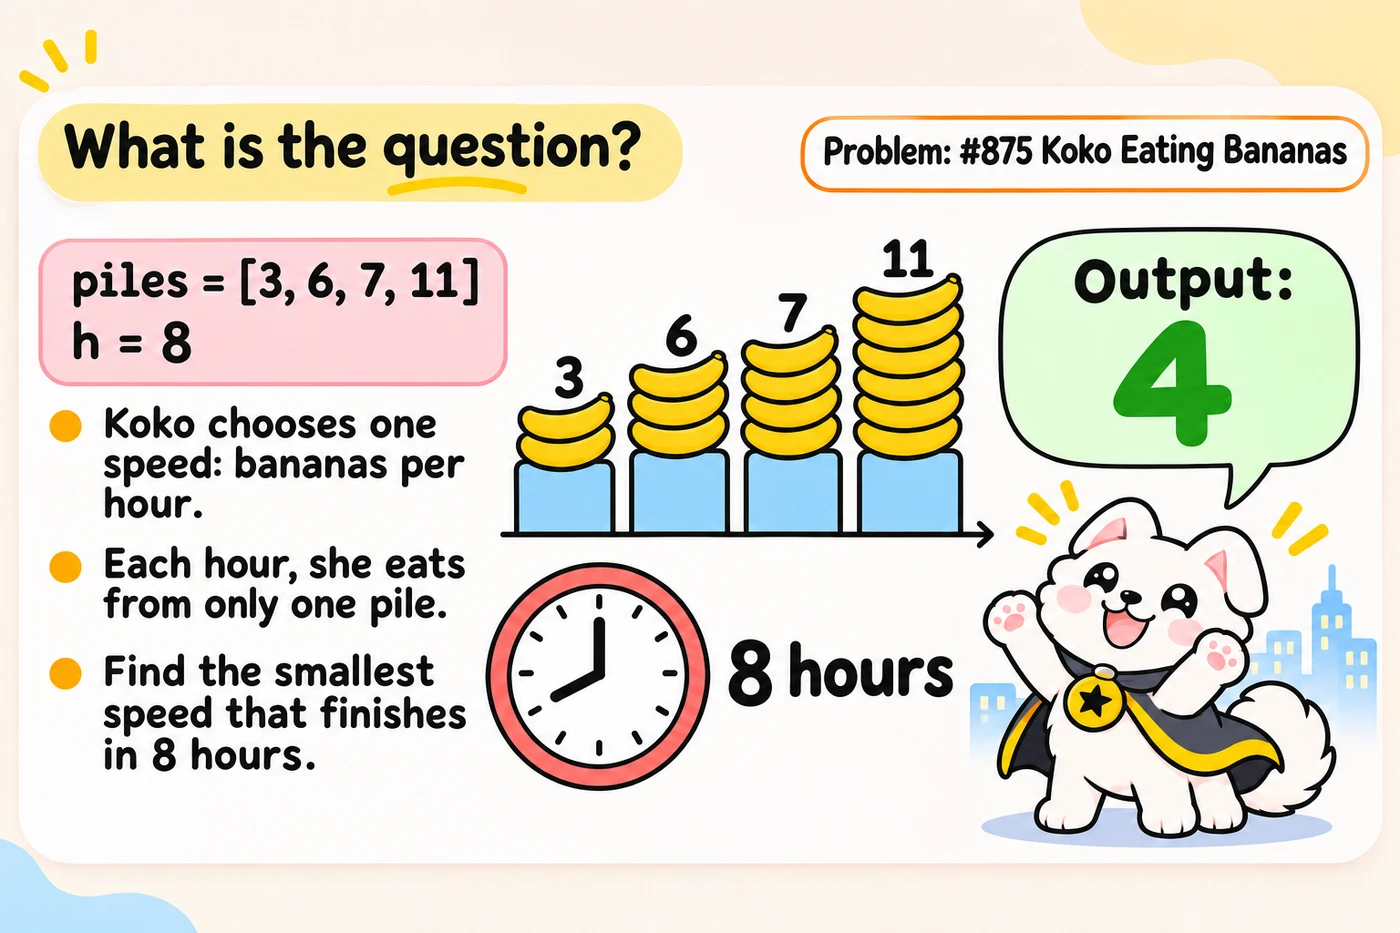 What is the question?
Problem: #875 Koko Eating Bananas
piles = [3, 6, 7, 11]
h = 8
Koko chooses one
speed: bananas per
hour.
Each hour, she eats
from only one pile.
Find the smallest
speed that finishes
in 8 hours.
3
6
7
11
8 hours
Output:
4